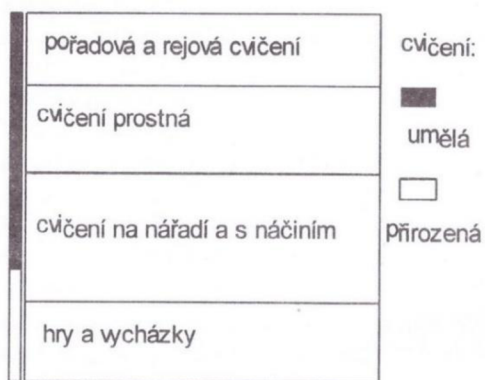 pořadová a rejová cvičení
cvičení prostná
cvičení na nářadí a s náčiním
hry a vycházky
cvičení:
umělá
přirozená